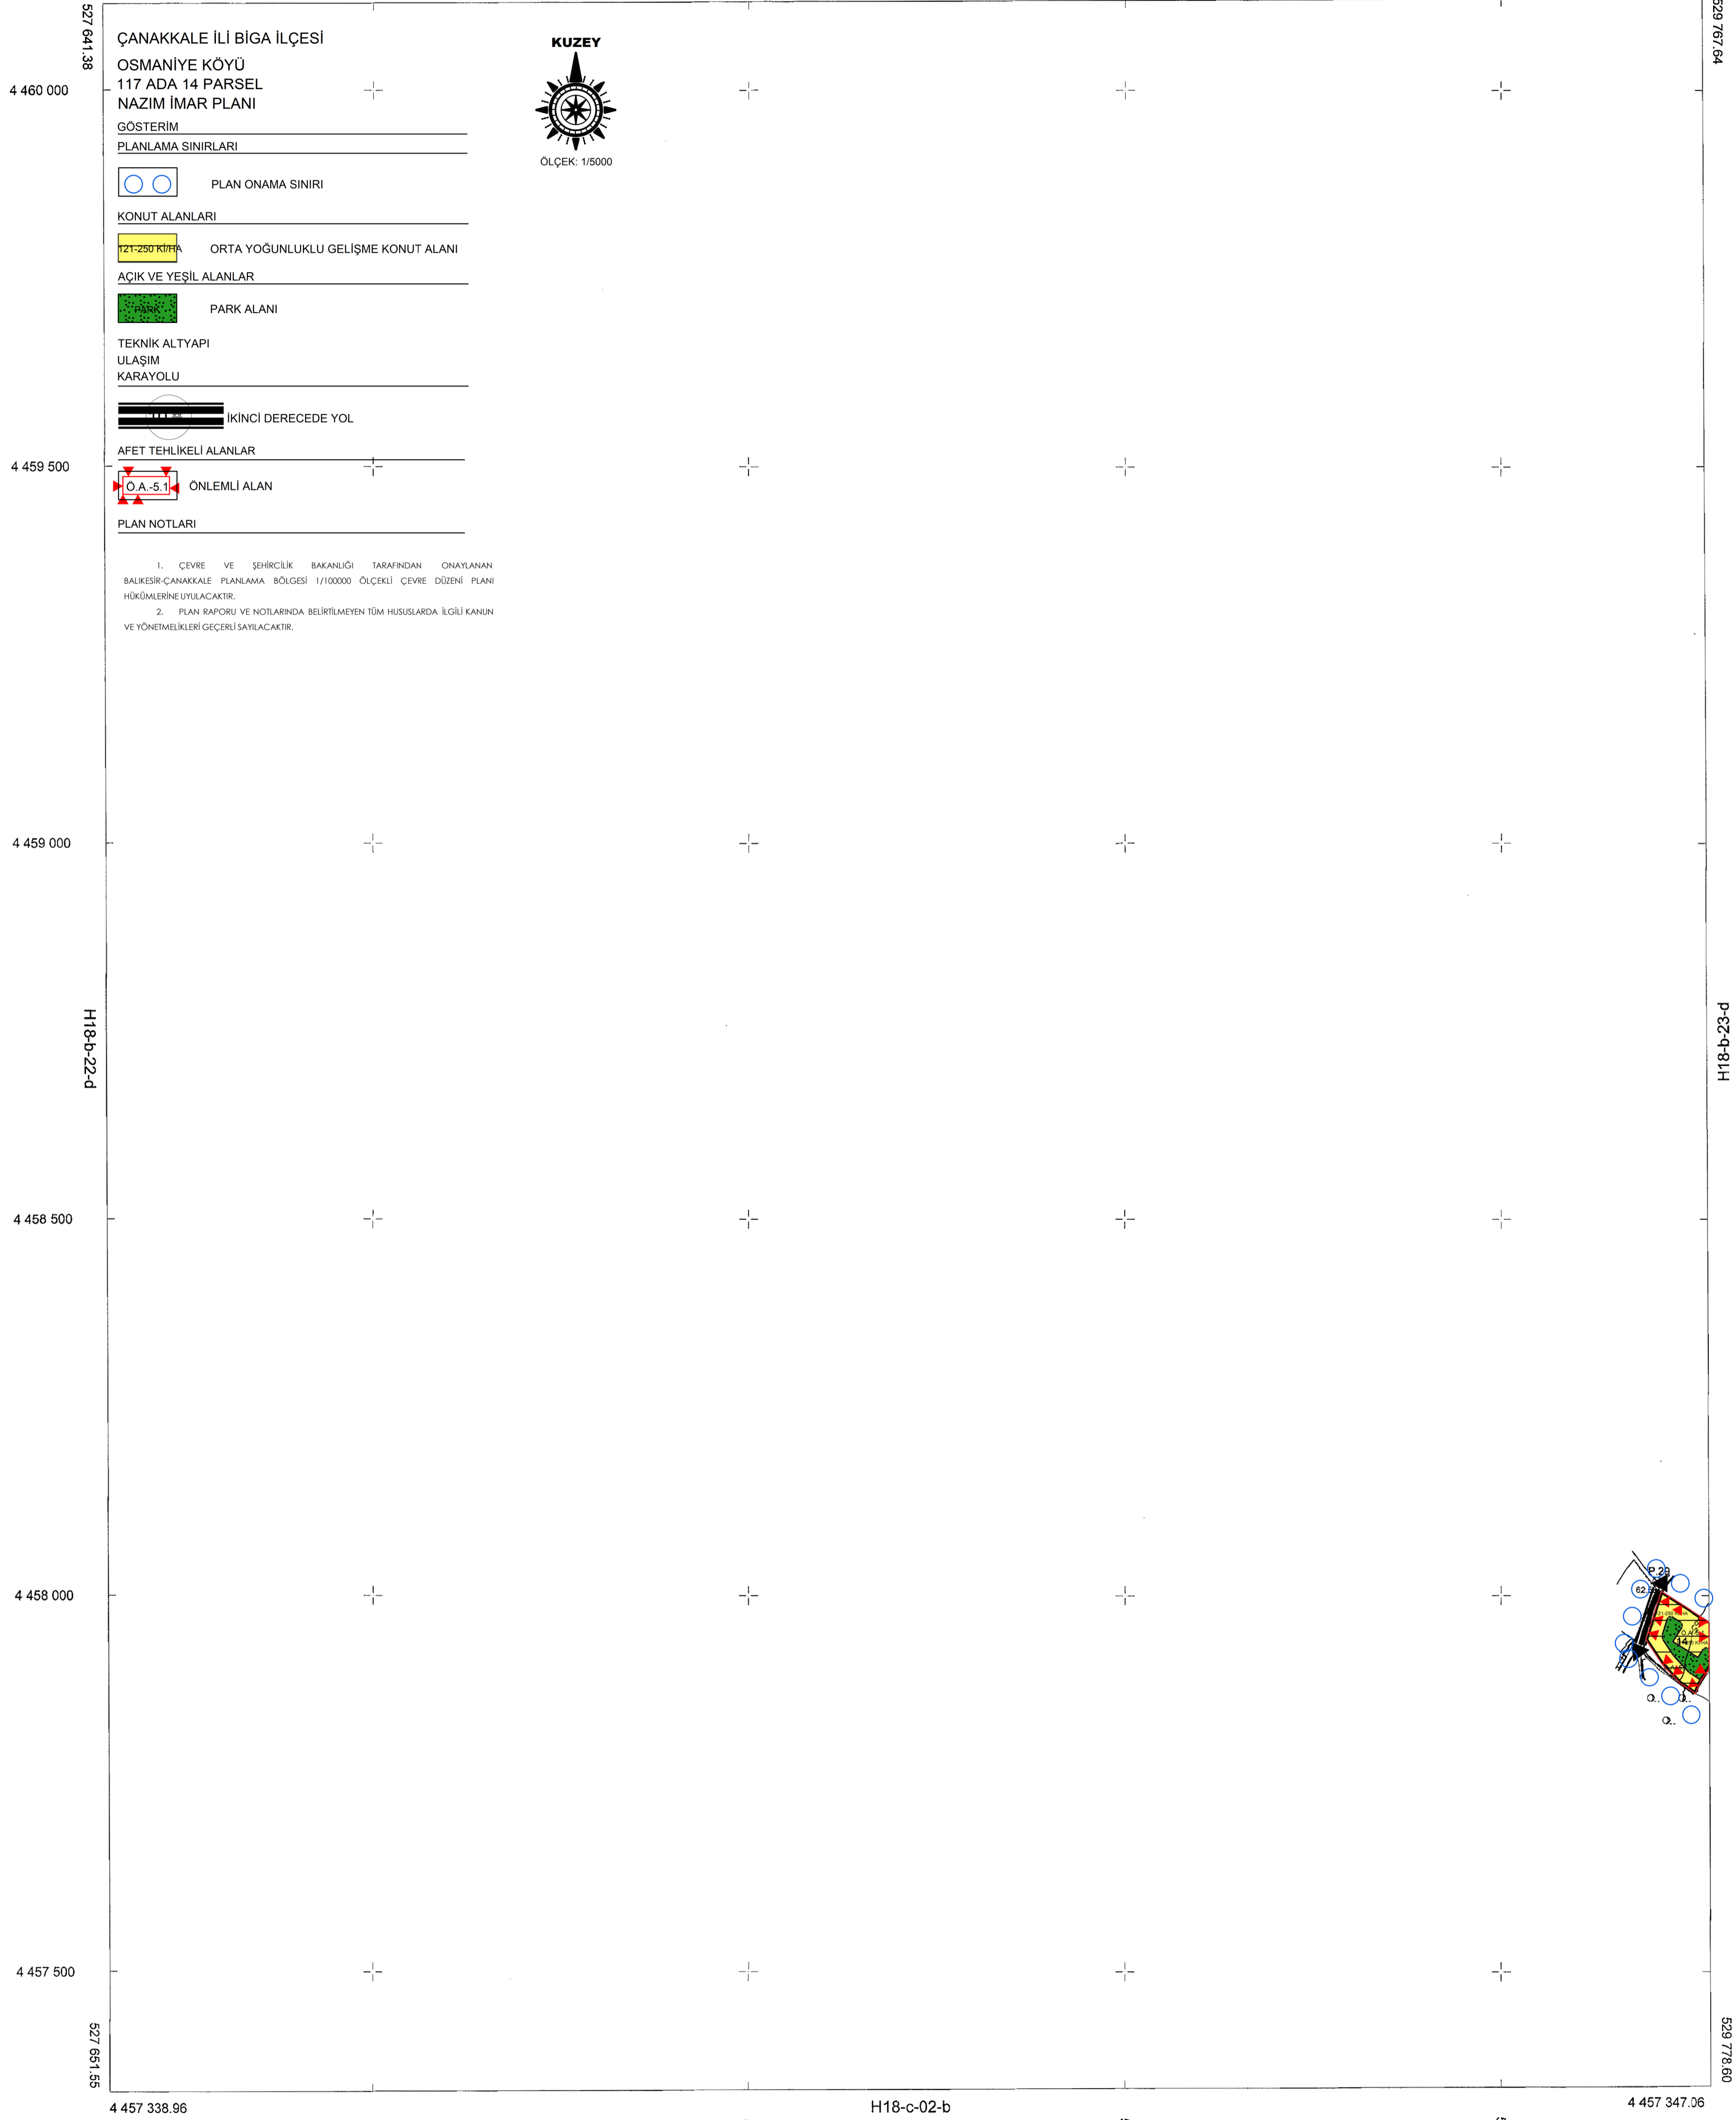 527 641.38
529 767.64
ÇANAKKALE İLİ BİGA İLÇESİ
OSMANİYE KÖYÜ
117 ADA 14 PARSEL
NAZIM İMAR PLANI
KUZEY
ÖLÇEK: 1/5000
4 460 000
GÖSTERİM
PLANLAMA SINIRLARI
PLAN ONAMA SINIRI
KONUT ALANLARI
121-250 Kİ/HA
ORTA YOĞUNLUKLU GELİŞME KONUT ALANI
AÇIK VE YEŞİL ALANLAR
PARK
PARK ALANI
TEKNİK ALTYAPI
ULAŞIM
KARAYOLU
İKİNCİ DERECEDE YOL
AFET TEHLİKELİ ALANLAR
4 459 500
Ö.A.-5.1
ÖNLEMLİ ALAN
PLAN NOTLARI
1. ÇEVRE VE ŞEHİRCİLİK BAKANLIĞI TARAFINDAN ONAYLANAN
BALIKESİR-ÇANAKKALE PLANLAMA BÖLGESİ 1/100000 ÖLÇEKLİ ÇEVRE DÜZENİ PLANI
HÜKÜMLERİNE UYULACAKTIR.
2. PLAN RAPORU VE NOTLARINDA BELİRTİLMEYEN TÜM HUSUSLARDA İLGİLİ KANUN
VE YÖNETMELİKLERİ GEÇERLİ SAYILACAKTIR.
4 459 000
H18-b-22-d
H18-b-23-d
4 458 500
4 458 000
P.29
14
4 457 500
527 651.55
529 778.60
4 457 338.96
H18-c-02-b
4 457 347.06